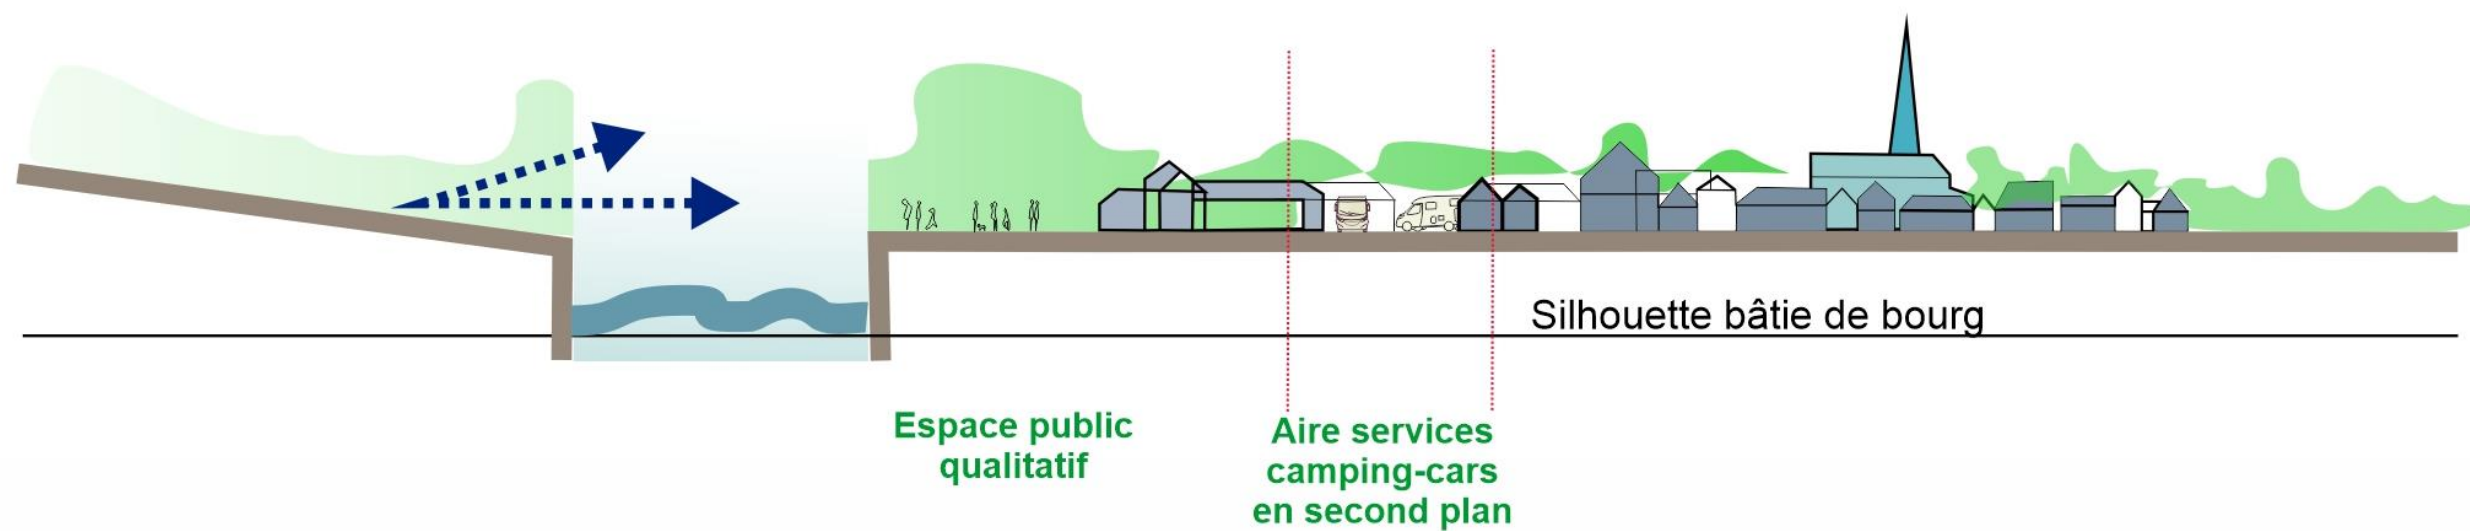 Silhouette bâtie de bourg
Espace public
qualitatif
Aire services
camping-cars
en second plan